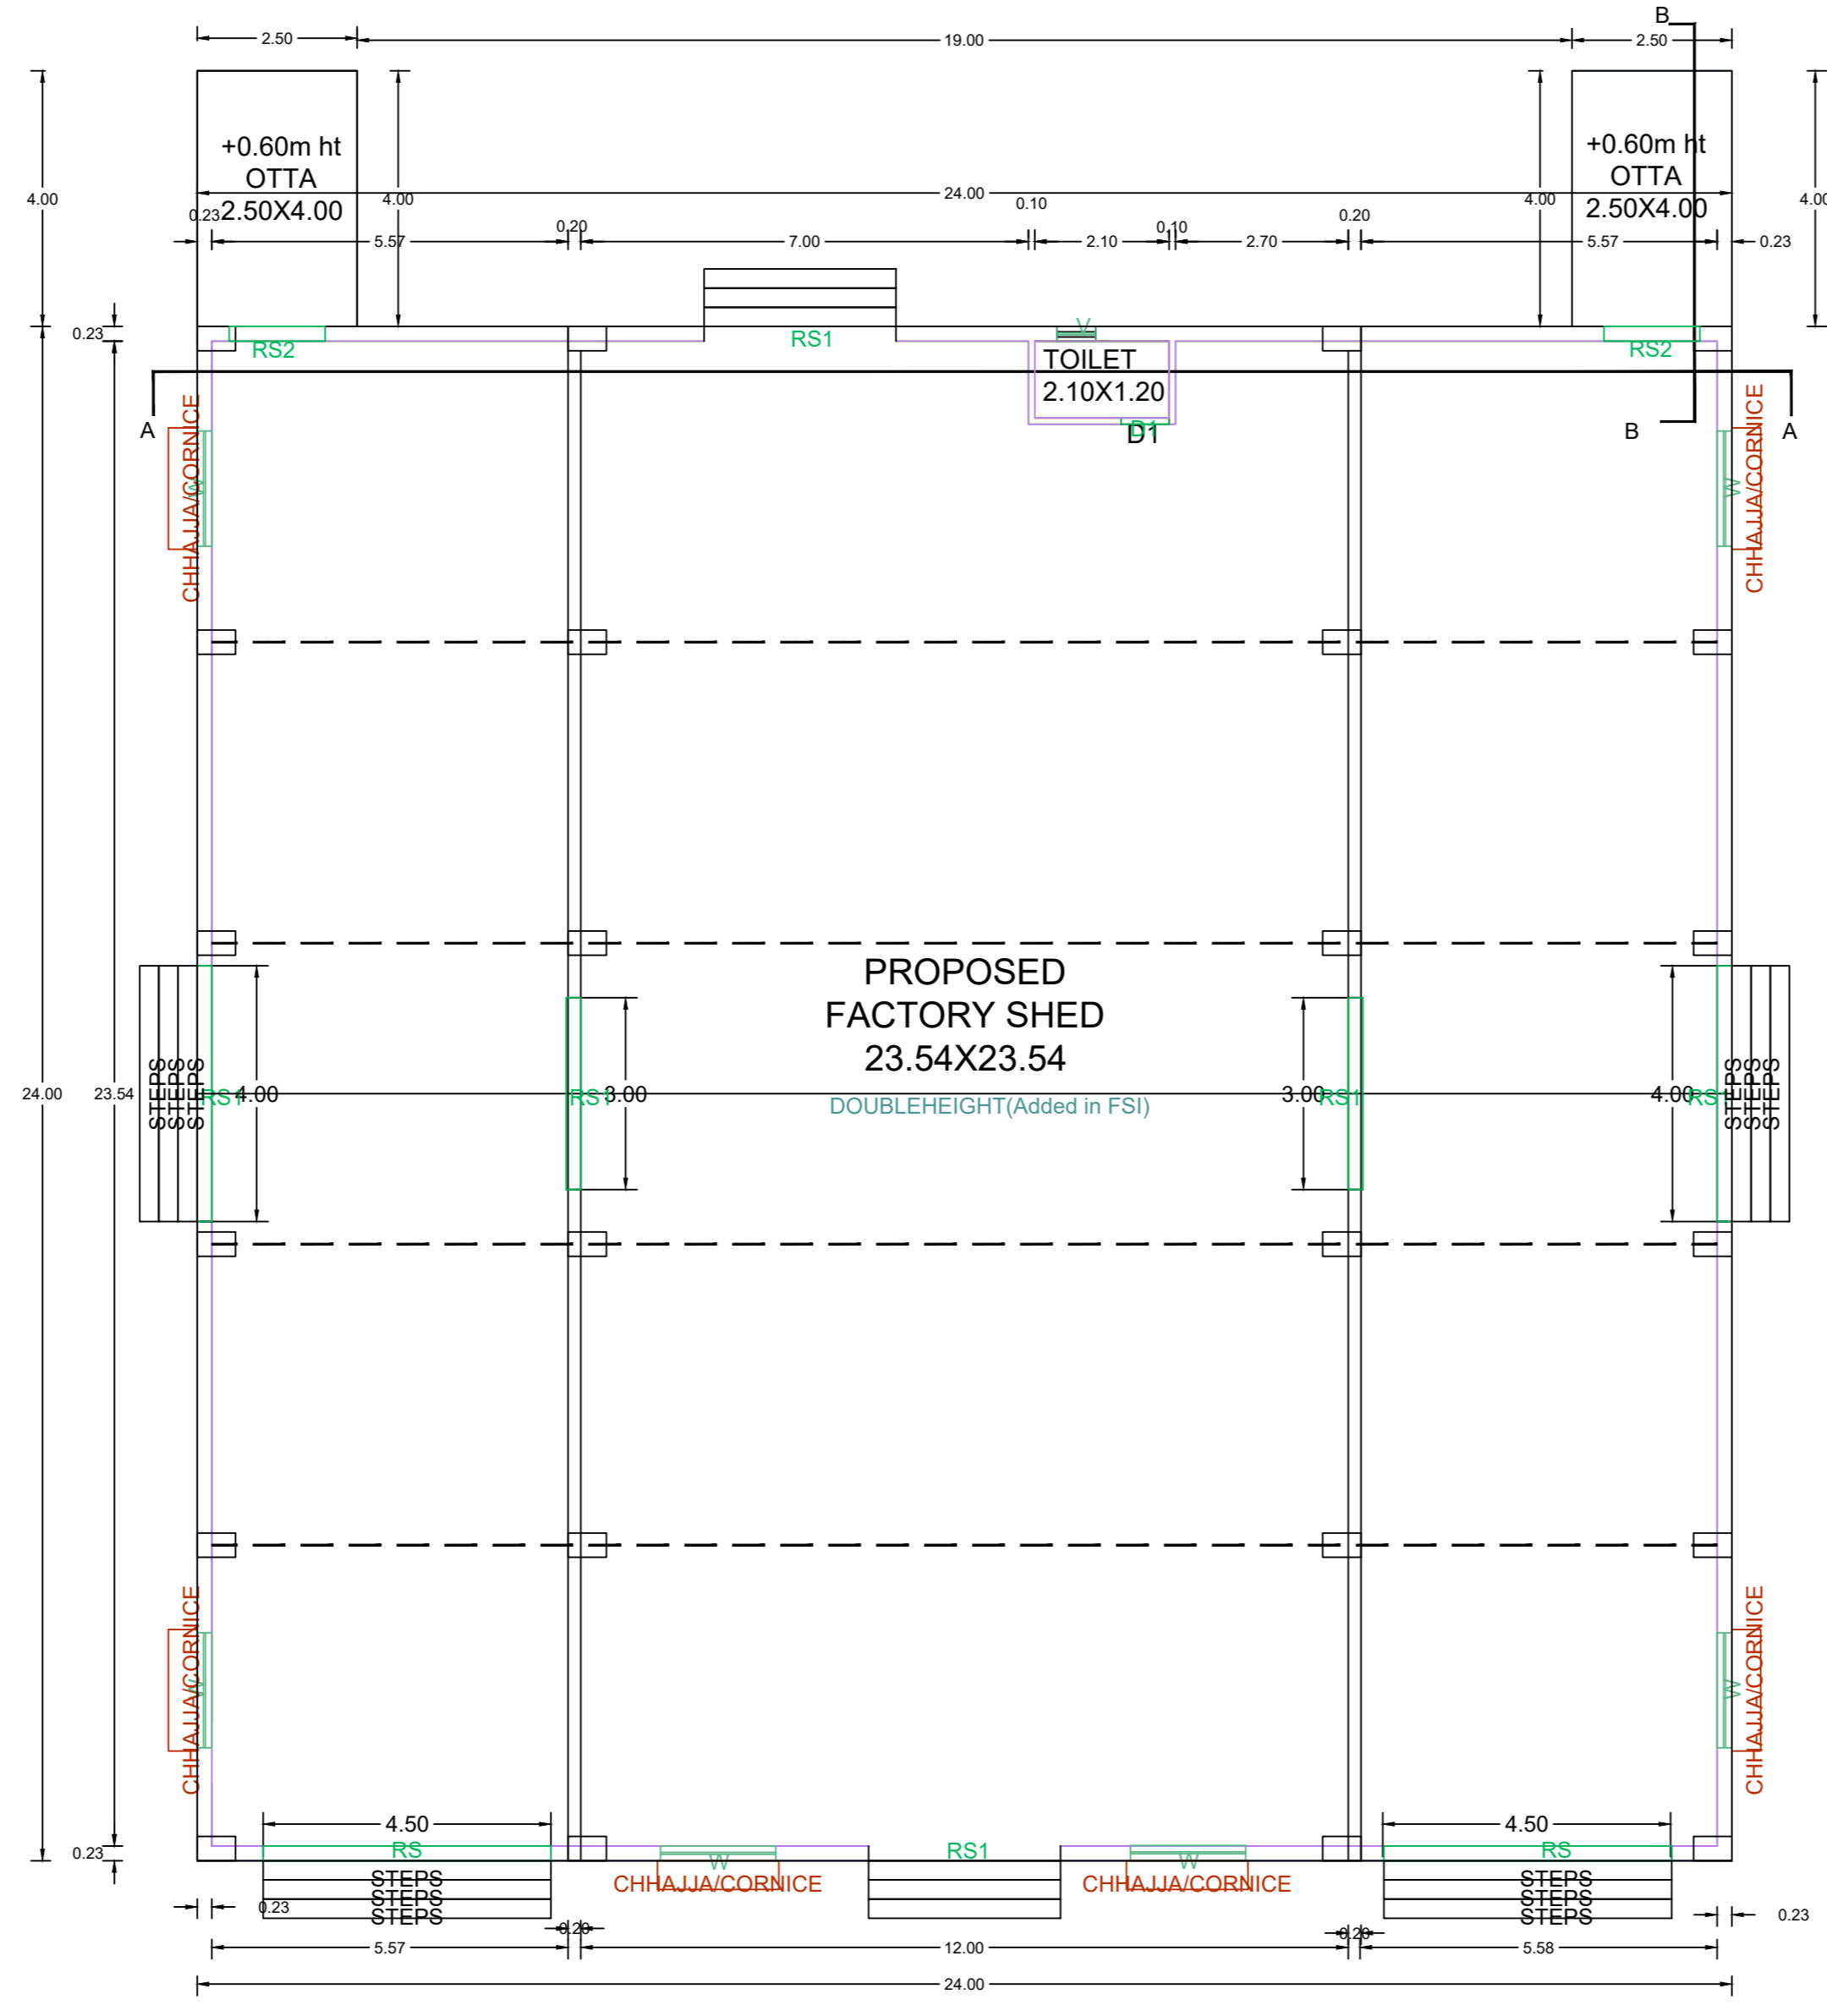 B
2.50
19.00
2.50
+0.60m ht
OTTA
2.50X4.00
+0.60m ht
OTTA
2.50X4.00
4.00
4.00
24.00
4.00
4.00
0.23
5.57
0.20
7.00
0.10
2.10
0.10
2.70
0.20
5.57
0.23
0.23
RS2
RS1
V
RS2
TOILET
2.10X1.20
D1
D1
A
B
A
CHHAJJA/CORNICE
W
W
CHHAJJA/CORNICE
PROPOSED
FACTORY SHED
23.54X23.54
DOUBLEHEIGHT(Added in FSI)
24.00
23.54
STEPS
STEPS
STEPS
RS1
4.00
RS1
3.00
3.00
RS1
4.00
RS1
STEPS
STEPS
STEPS
CHHAJJA/CORNICE
W
W
CHHAJJA/CORNICE
4.50
4.50
0.23
RS
W
RS1
W
RS
STEPS
STEPS
STEPS
CHHAJJA/CORNICE
CHHAJJA/CORNICE
STEPS
STEPS
STEPS
0.23
0.20
0.20
0.23
5.57
12.00
5.58
24.00